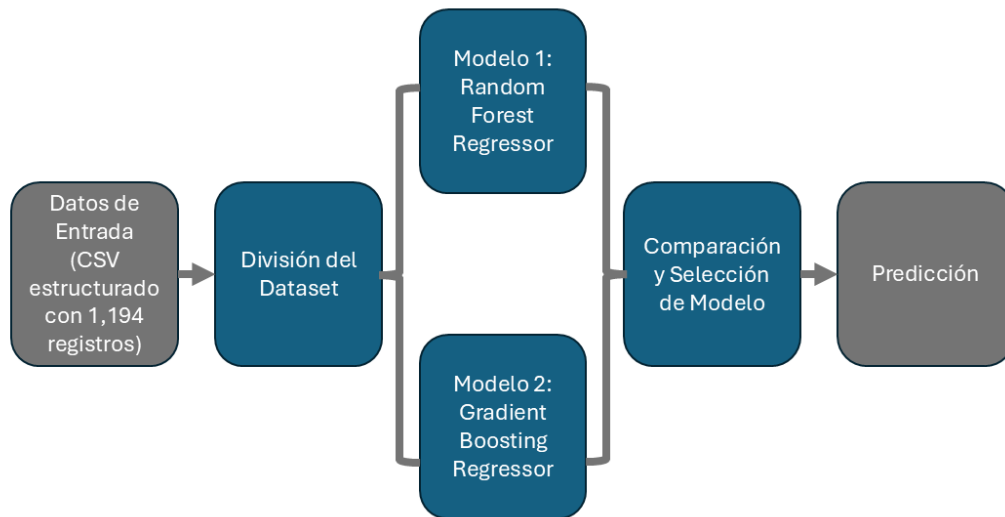 Datos de
Entrada
(CSV
estructurado
con 1,194
registros)
División del
Dataset
Modelo 1:
Random
Forest
Regressor
Modelo 2:
Gradient
Boosting
Regressor
Comparación
y Selección
de Modelo
Predicción